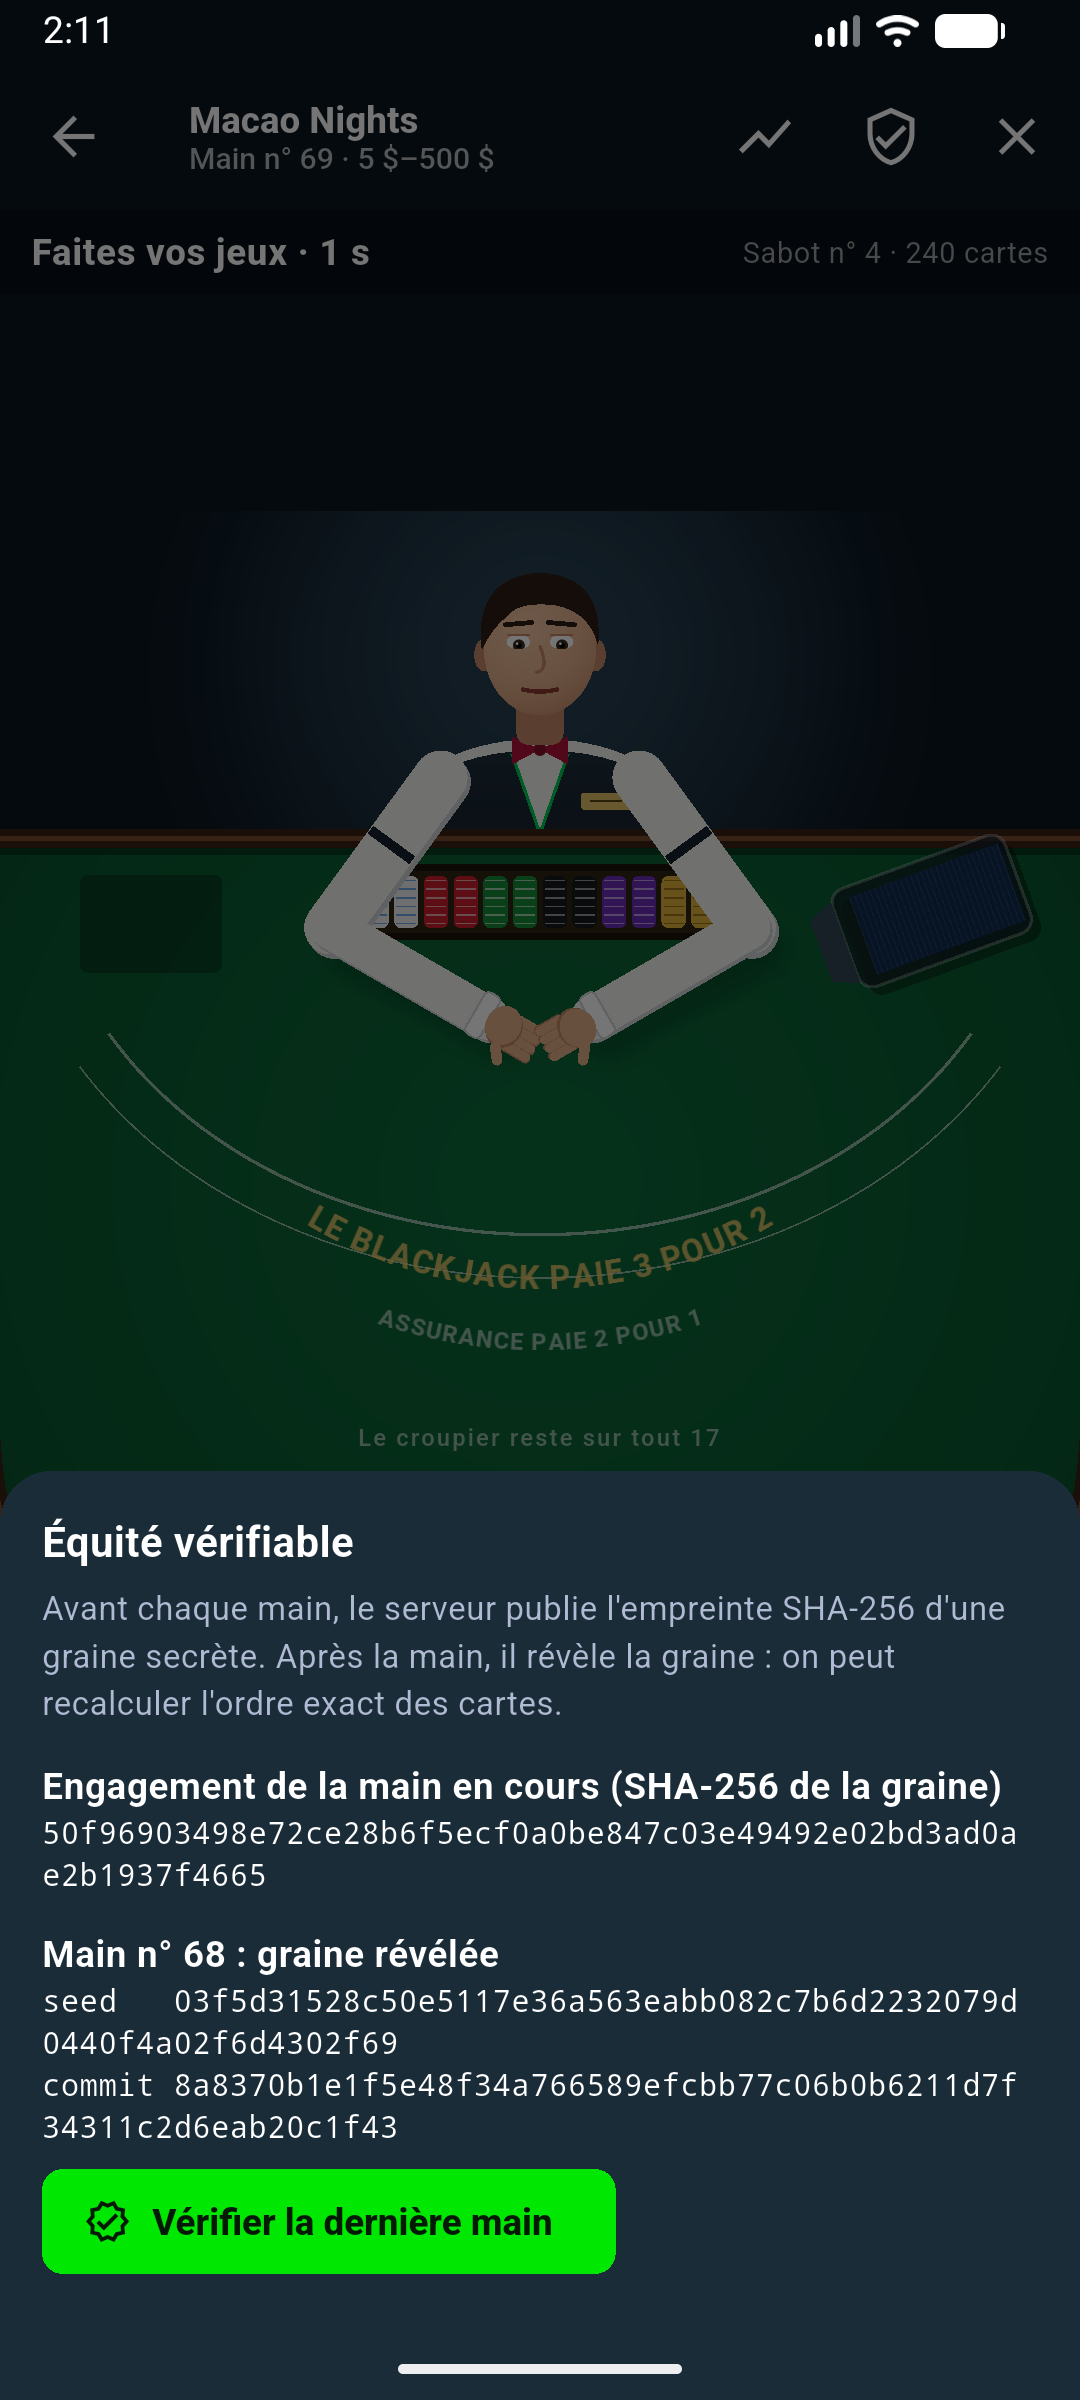 2:11
Macao Nights
Main n° 69 · 5 $–500 $
Faites vos jeux · 1 s
Sabot n° 4 · 240 cartes
LE BLACKJACK PAIE 3 POUR 2
ASSURANCE PAIE 2 POUR 1
Le croupier reste sur tout 17
Équité vérifiable
Avant chaque main, le serveur publie l'empreinte SHA-256 d'une
graine secrète. Après la main, il révèle la graine : on peut
recalculer l'ordre exact des cartes.
Engagement de la main en cours (SHA-256 de la graine)
50f96903498e72ce28b6f5ecf0a0be847c03e49492e02bd3ad0a
e2b1937f4665
Main n° 68 : graine révélée
seed   03f5d31528c50e5117e36a563eabb082c7b6d2232079d
0440f4a02f6d4302f69
commit 8a8370b1e1f5e48f34a766589efcbb77c06b0b6211d7f
34311c2d6eab20c1f43
Vérifier la dernière main